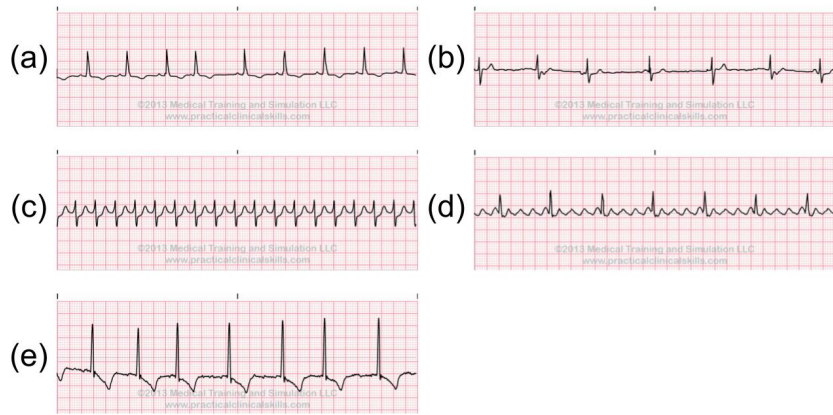 (a)
©2013 Medical Training and Simulation LLC
www.practicalclinicalskills.com
(b)
©2013 Medical Training and Simulation LLC
www.practicalclinicalskills.com
(c)
©2013 Medical Training and Simulation LLC
www.practicalclinicalskills.com
(d)
©2013 Medical Training and Simulation LLC
www.practicalclinicalskills.com
(e)
©2013 Medical Training and Simulation LLC
www.practicalclinicalskills.com